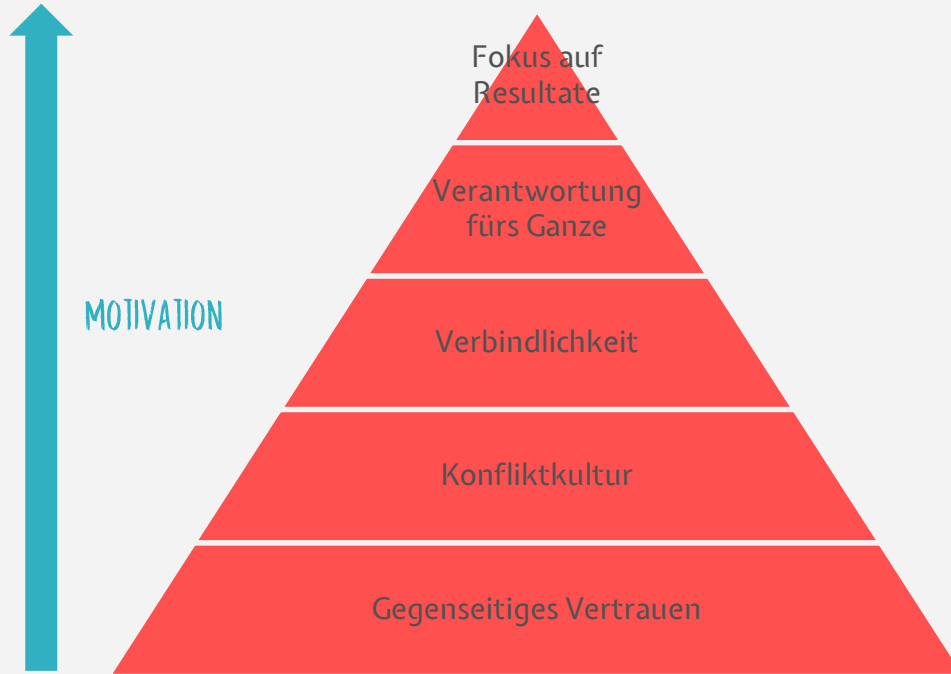 Fokus auf
Resultate
Verantwortung
fürs Ganze
MOTIVATION
Verbindlichkeit
Konfliktkultur
Gegenseitiges Vertrauen